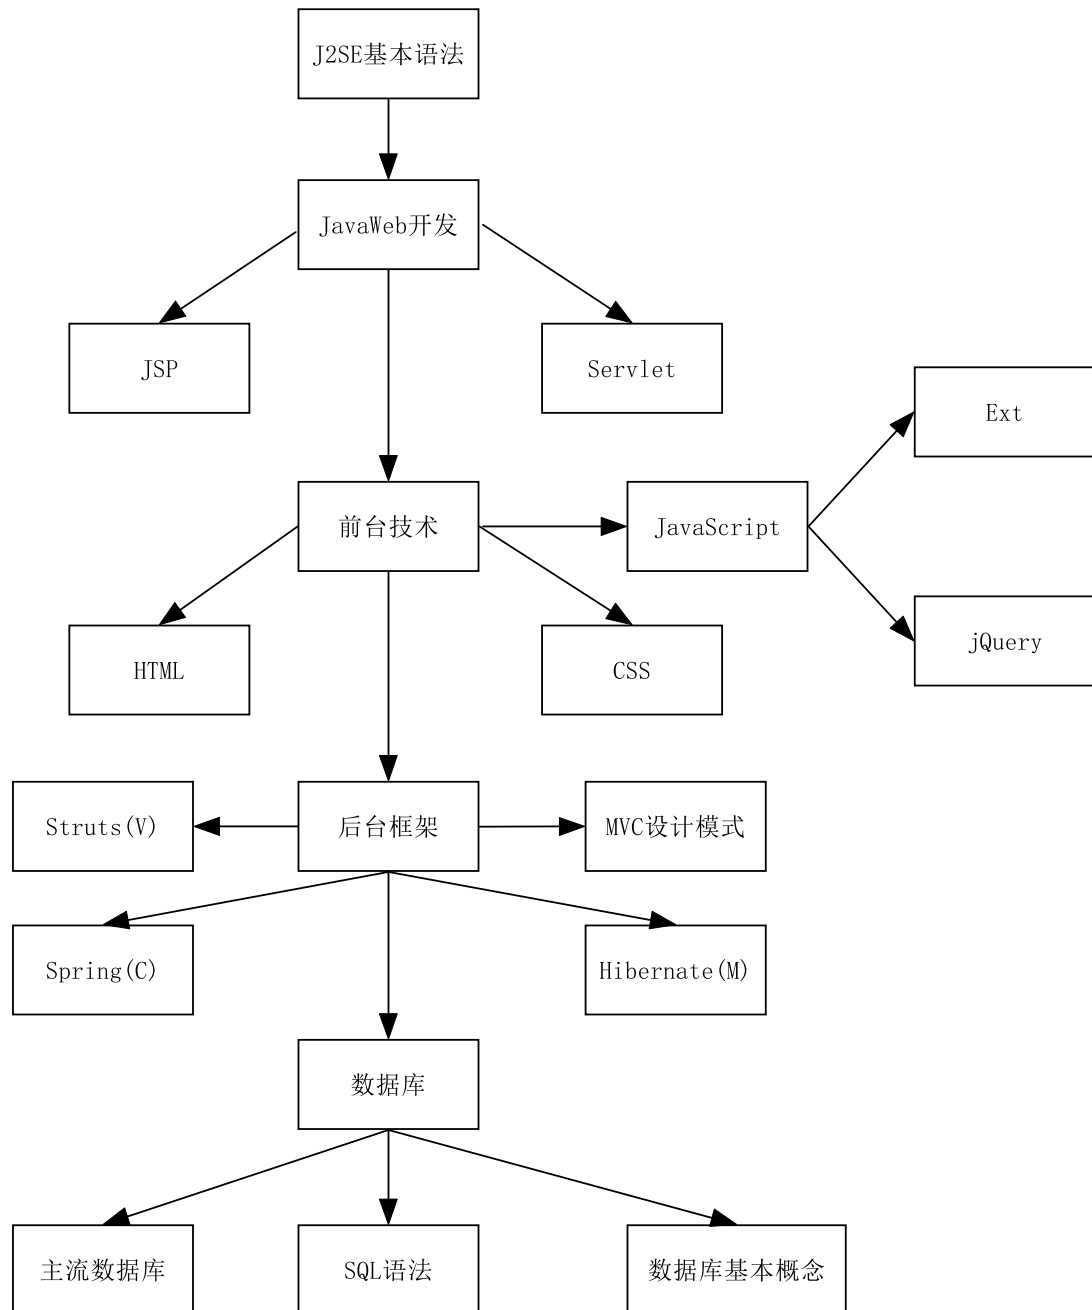 J2SE基本语法
JavaWeb开发
JSP
Servlet
Ext
前台技术
JavaScript
jQuery
HTML
CSS
Struts(V)
后台框架
MVC设计模式
Spring(C)
Hibernate(M)
数据库
主流数据库
SQL语法
数据库基本概念